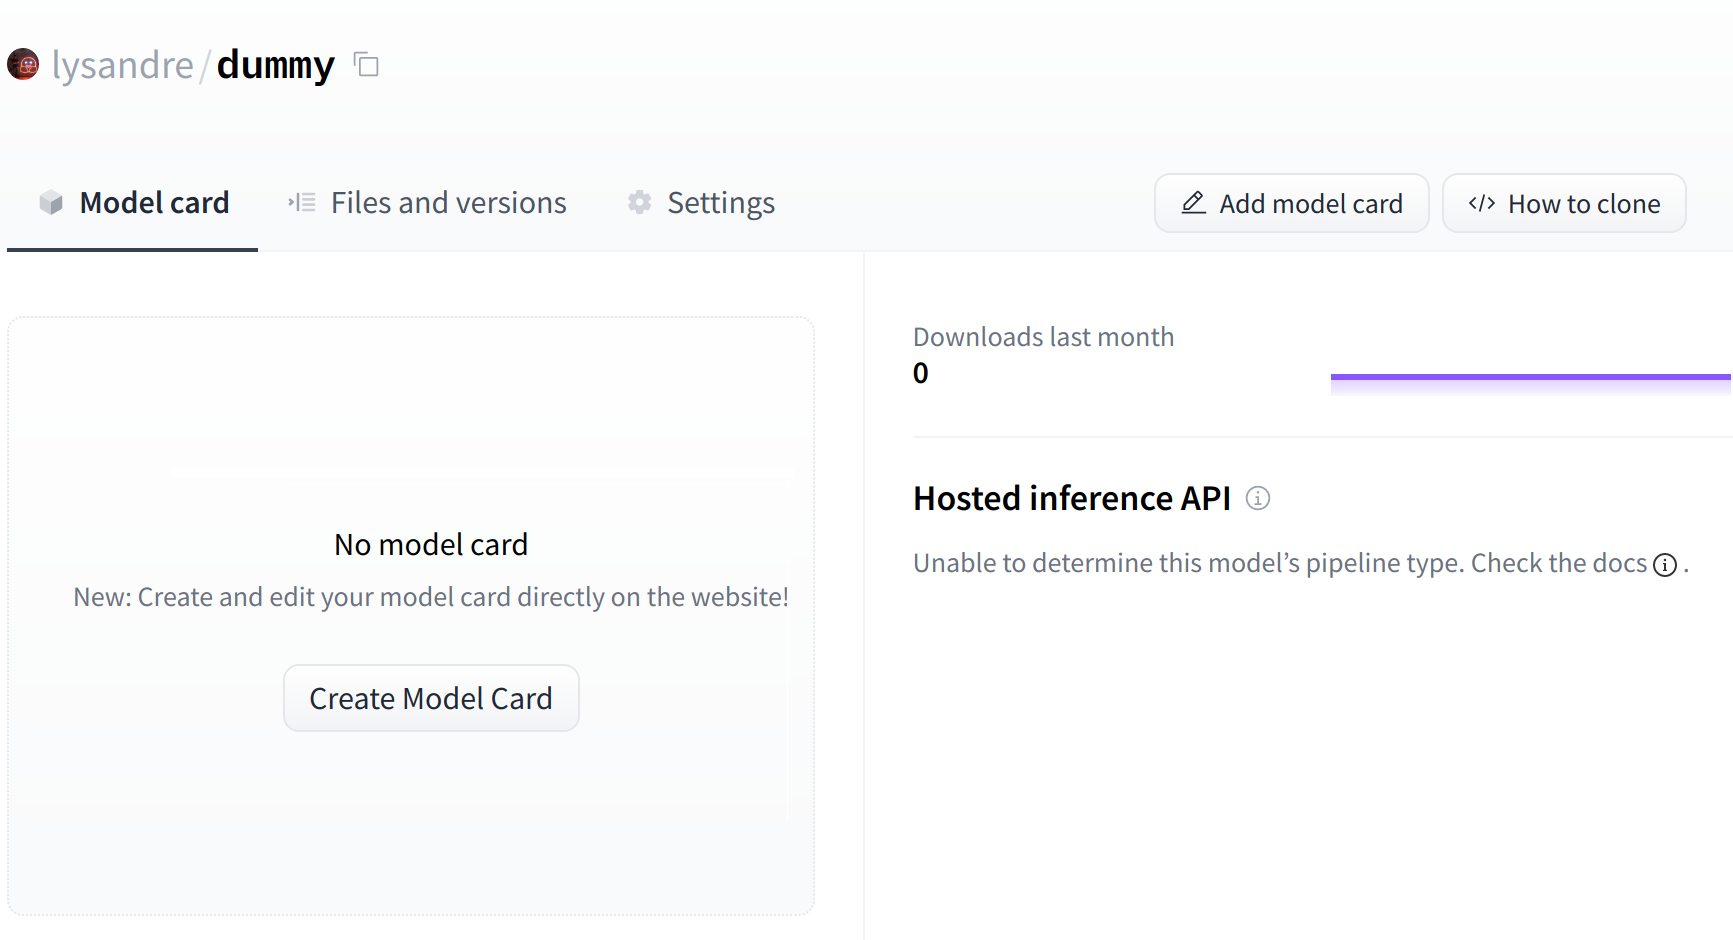 lysandre/dummy
Model card
Files and versions
Settings
Add model card
</> How to clone
No model card
New: Create and edit your model card directly on the website!
Create Model Card
Downloads last month
0
Hosted inference API
Unable to determine this model’s pipeline type. Check the docs .